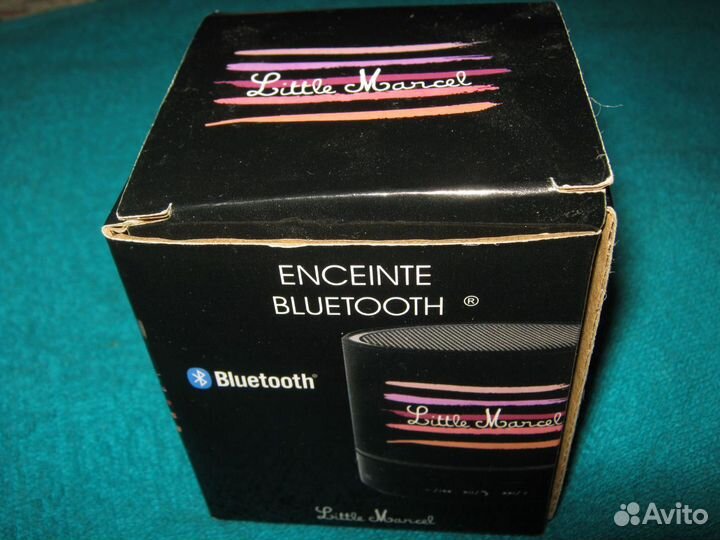 Little Marcel
ENCEINTE
BLUETOOTH ®
Bluetooth®
Little Marcel
Little Marcel
Avito